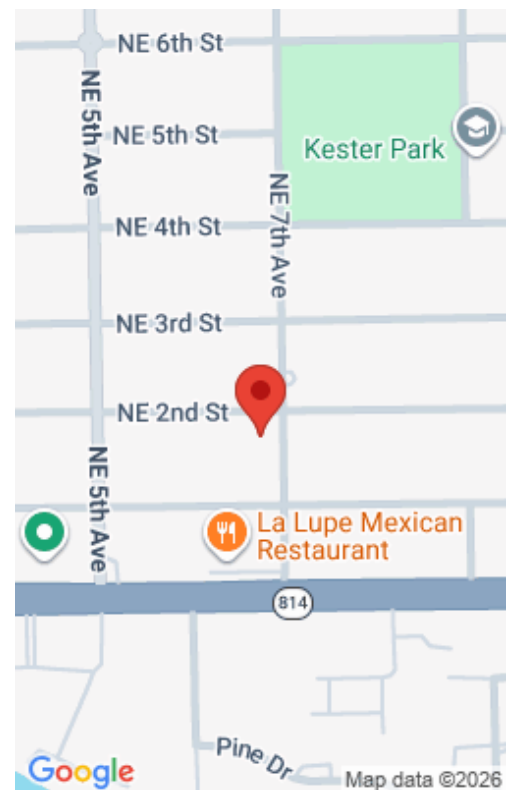 NE 6th St
NE 5th Ave
NE 5th St
Kester Park
NE 7th Ave
NE 4th St
NE 3rd St
NE 2nd St
NE 5th Ave
La Lupe Mexican
Restaurant
814
Pine Dr
Google
Map data ©2026